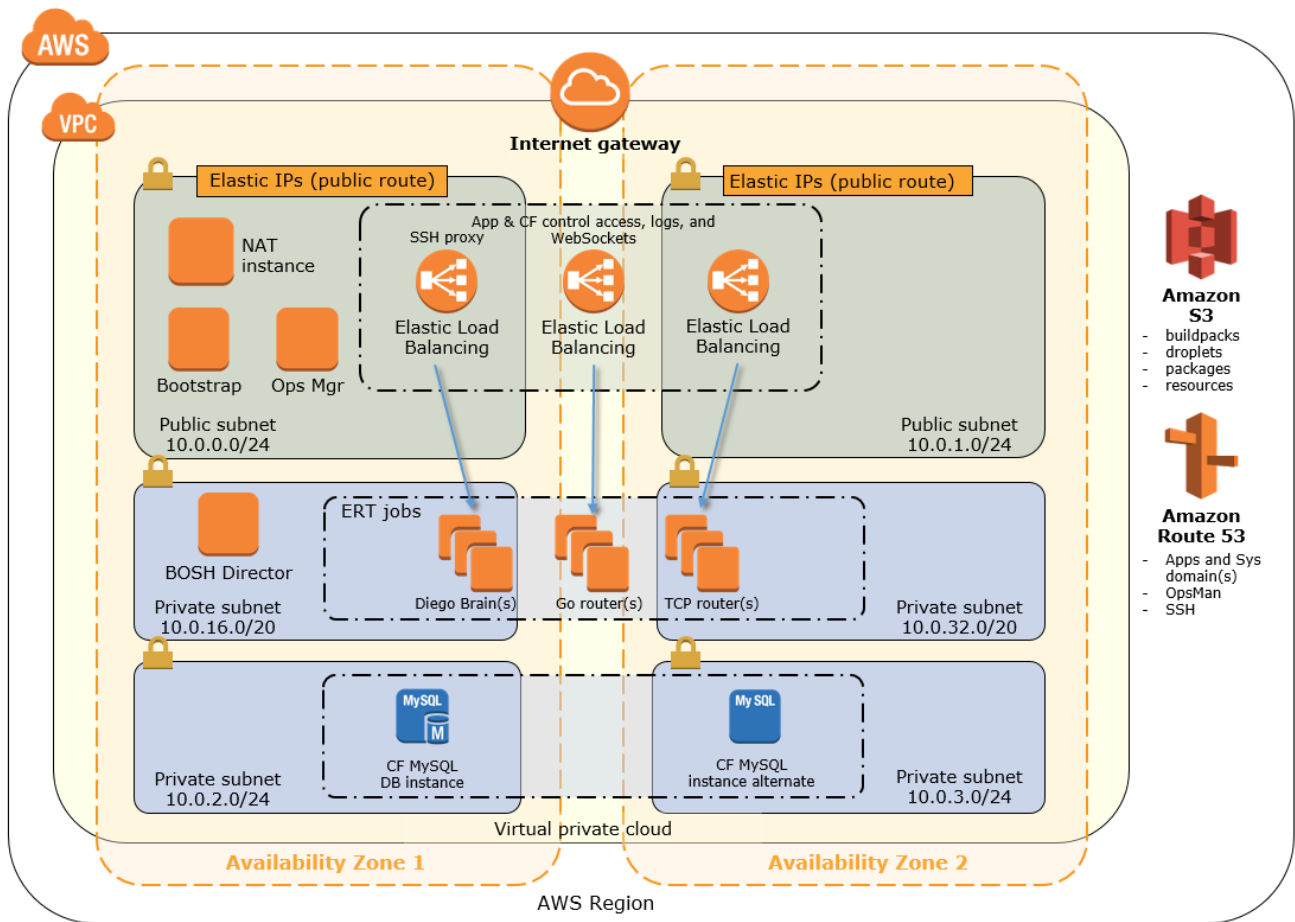 AWS
VPC
Internet gateway
Elastic IPs (public route)
Elastic IPs (public route)
App & CF control access, logs, and
WebSockets
SSH proxy
NAT
instance
Elastic Load
Balancing
Elastic Load
Balancing
Elastic Load
Balancing
Bootstrap
Ops Mgr
Public subnet
10.0.0.0/24
Public subnet
10.0.1.0/24
ERT jobs
BOSH Director
Diego Brain(s)
Go router(s)
TCP router(s)
Private subnet
10.0.16.0/20
Private subnet
10.0.32.0/20
MySQL
M
CF MySQL
DB instance
MySQL
CF MySQL
instance alternate
Private subnet
10.0.2.0/24
Private subnet
10.0.3.0/24
Virtual private cloud
Availability Zone 1
Availability Zone 2
AWS Region
Amazon
S3
- buildpacks
- droplets
- packages
- resources
Amazon
Route 53
- Apps and Sys
domain(s)
- OpsMan
- SSH